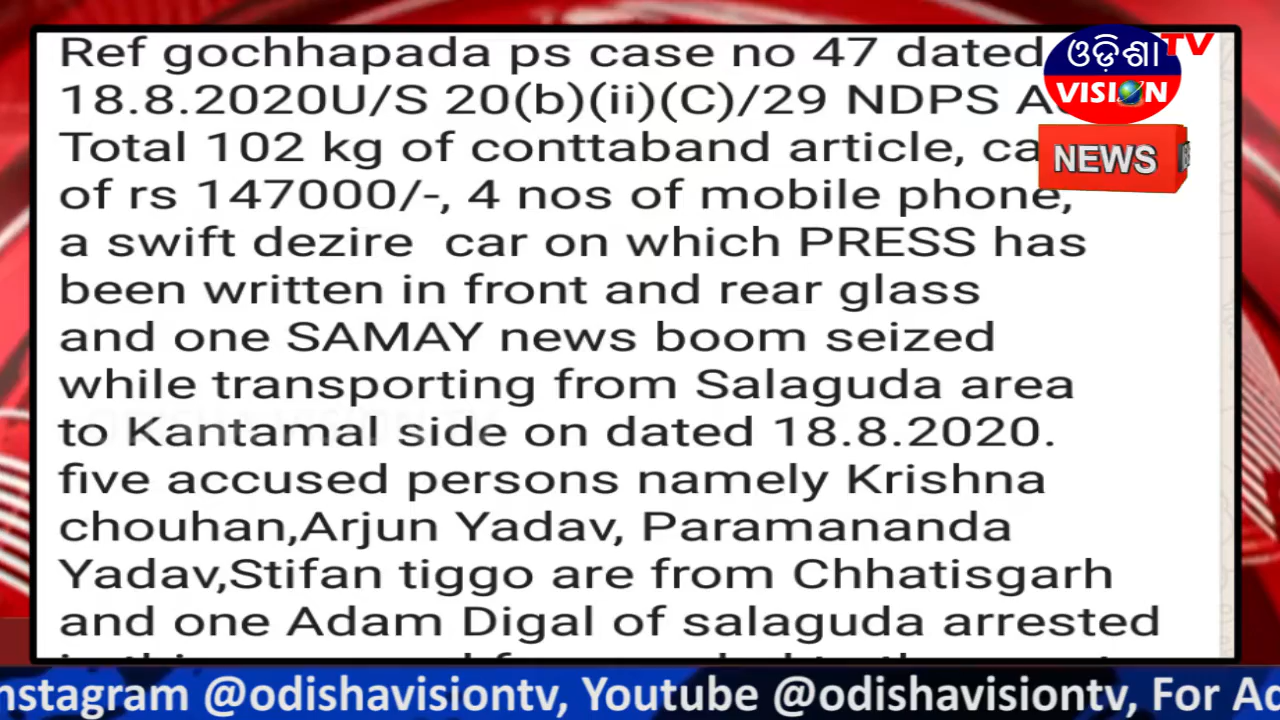 Ref gochhapada ps case no 47 dated
18.8.2020U/S 20(b)(ii)(C)/29 NDPS A
Total 102 kg of conttaband article, ca
of rs 147000/-, 4 nos of mobile phone,
a swift dezire car on which PRESS has
been written in front and rear glass
and one SAMAY news boom seized
while transporting from Salaguda area
to Kantamal side on dated 18.8.2020.
five accused persons namely Krishna
chouhan,Arjun Yadav, Paramananda
Yadav,Stifan tiggo are from Chhatisgarh
and one Adam Digal of salaguda arrested
ଓଡ଼ିଶା TV
VISION
NEWS
nstagram @odishavisiontv, Youtube @odishavisiontv, For Ad